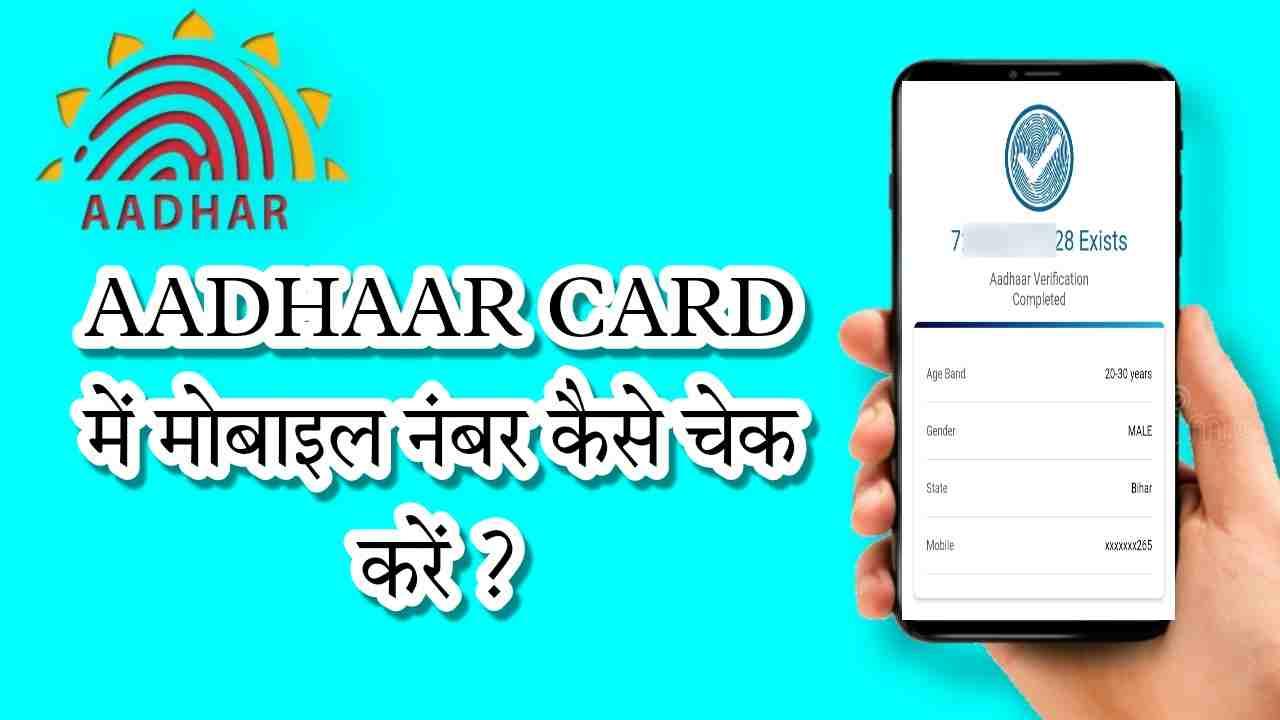 AADHAR
AADHAAR CARD
में मोबाइल नंबर कैसे चेक
करें ?
28 Exists
Aadhaar Verification
Completed
Age Band 20-30 years
Gender MALE
State Bihar
Mobile xxxxxxx265